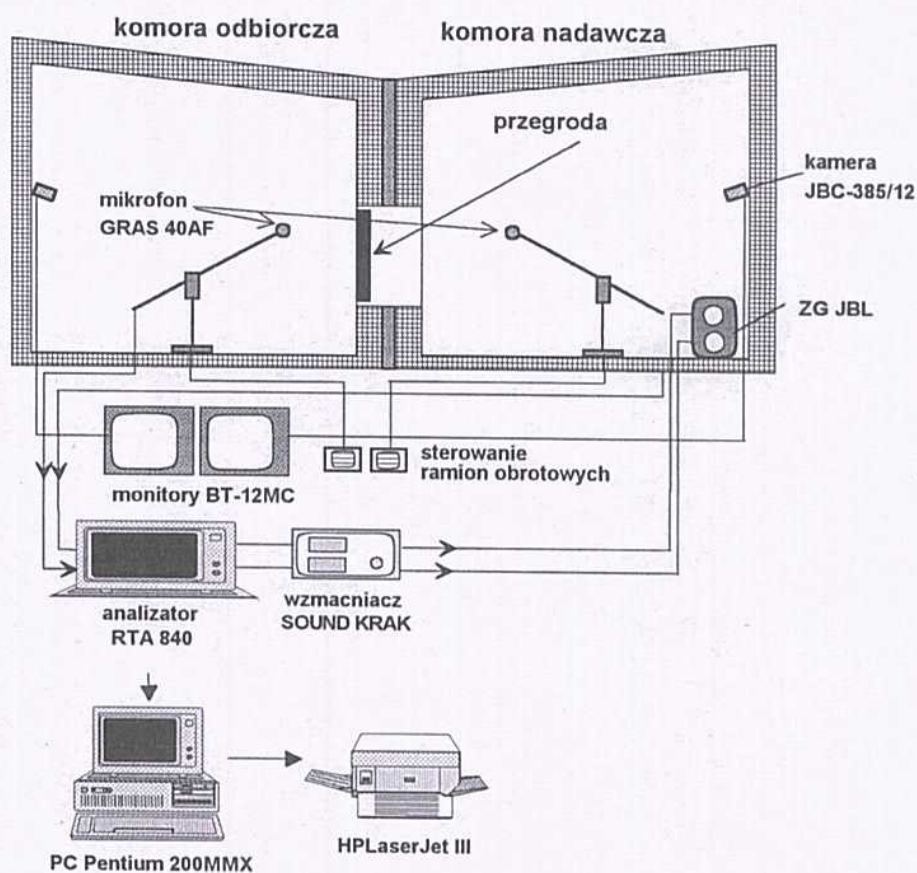 komora odbiorcza
komora nadawcza
przegroda
kamera
JBC-385/12
mikrofon
GRAS 40AF
ZG JBL
sterowanie
ramion obrotowych
monitory BT-12MC
analizator
RTA 840
wzmacniacz
SOUND KRAK
PC Pentium 200MMX
HPLaserJet III